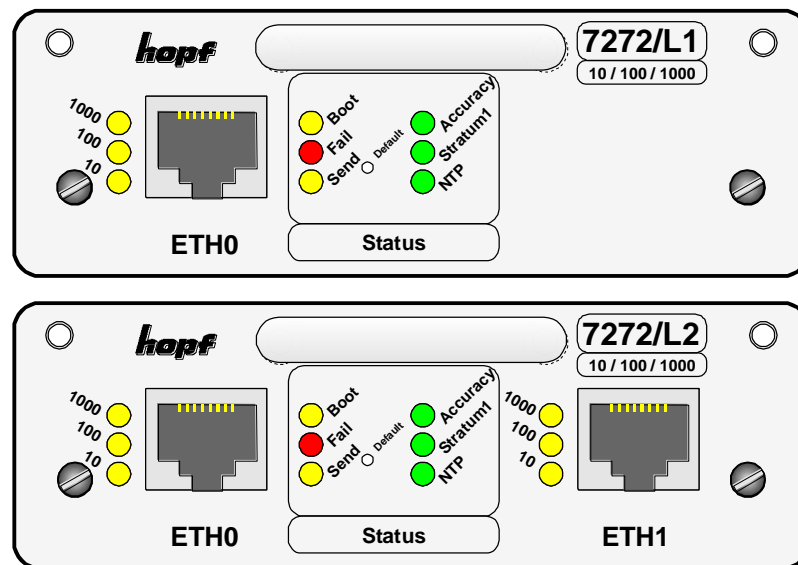 hopf
7272/L1
10 / 100 / 1000
1000
100
10
Boot
Fail
Send
Default
Accuracy
Stratum1
NTP
ETH0
Status
hopf
7272/L2
10 / 100 / 1000
1000
100
10
Boot
Fail
Send
Default
Accuracy
Stratum1
NTP
1000
100
10
ETH0
Status
ETH1